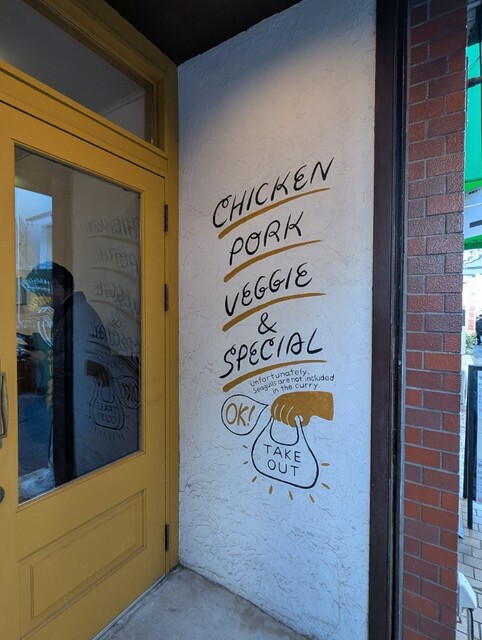 CHICKEN
PORK
VEGGIE
&
SPECIAL
Unfortunately,
Seagulls are not included
in the curry.
OK!
TAKE
OUT